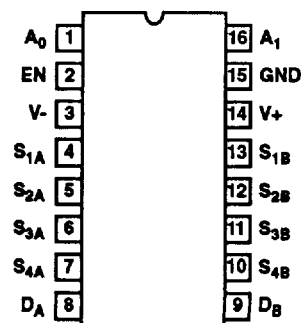 A0 1 16 A1
EN 2 15 GND
V- 3 14 V+
S1A 4 13 S1B
S2A 5 12 S2B
S3A 6 11 S3B
S4A 7 10 S4B
DA 8 9 DB